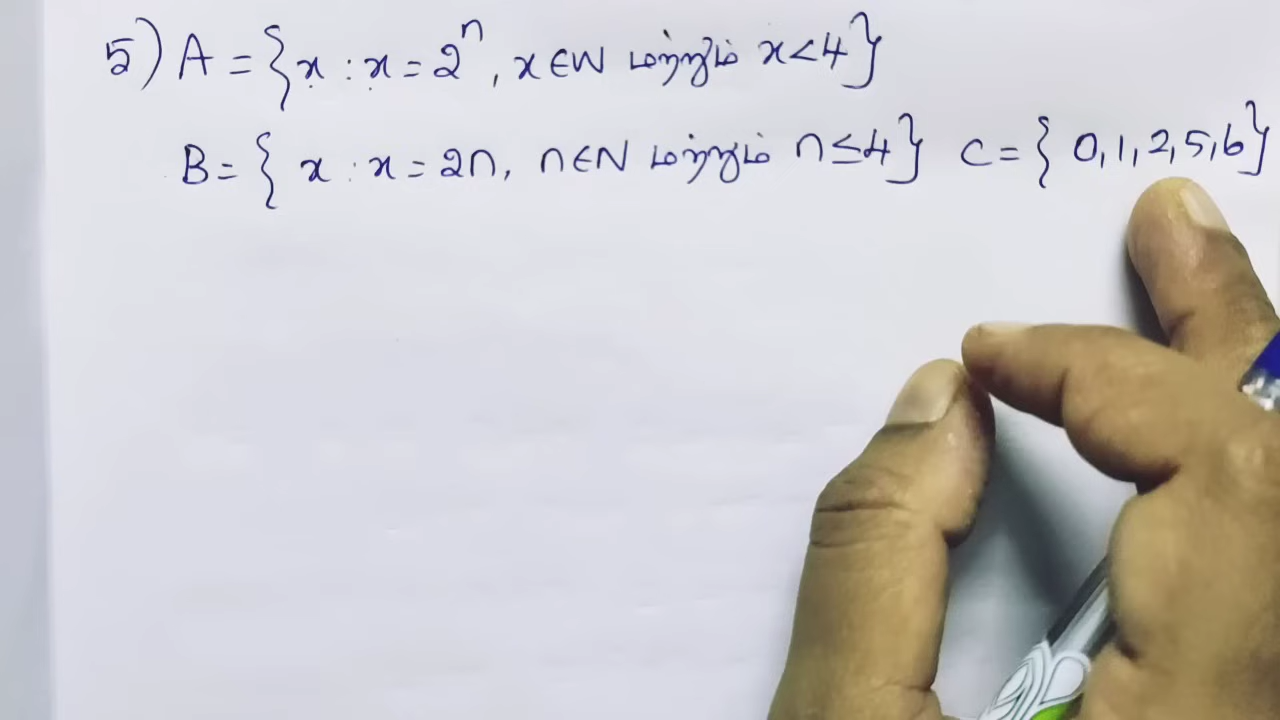 5) A = { x : x = 2ⁿ, x ∈ W மற்றும் x < 4 }
B = { x : x = 2n, n ∈ N மற்றும் n ≤ 4 } C = { 0, 1, 2, 5, 6 }